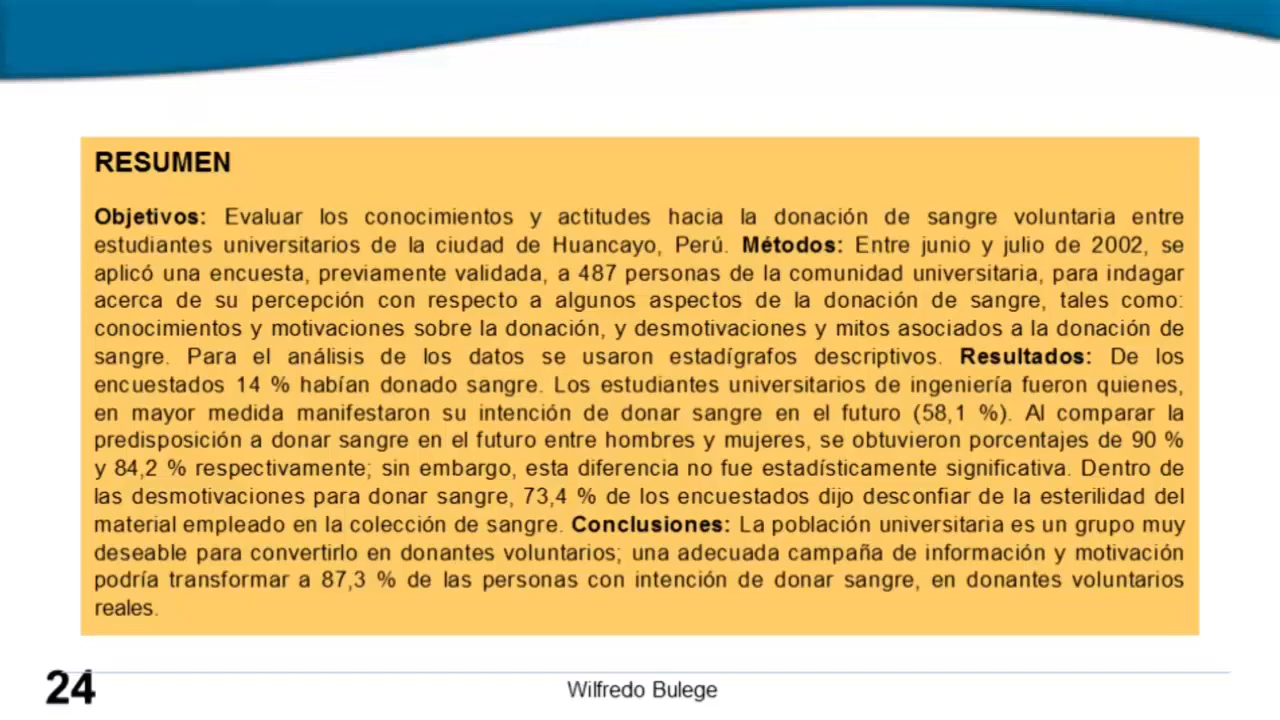 RESUMEN
Objetivos: Evaluar los conocimientos y actitudes hacia la donación de sangre voluntaria entre
estudiantes universitarios de la ciudad de Huancayo, Perú. Métodos: Entre junio y julio de 2002, se
aplicó una encuesta, previamente validada, a 487 personas de la comunidad universitaria, para indagar
acerca de su percepción con respecto a algunos aspectos de la donación de sangre, tales como:
conocimientos y motivaciones sobre la donación, y desmotivaciones y mitos asociados a la donación de
sangre. Para el análisis de los datos se usaron estadígrafos descriptivos. Resultados: De los
encuestados 14 % habían donado sangre. Los estudiantes universitarios de ingeniería fueron quienes,
en mayor medida manifestaron su intención de donar sangre en el futuro (58,1 %). Al comparar la
predisposición a donar sangre en el futuro entre hombres y mujeres, se obtuvieron porcentajes de 90 %
y 84,2 % respectivamente; sin embargo, esta diferencia no fue estadísticamente significativa. Dentro de
las desmotivaciones para donar sangre, 73,4 % de los encuestados dijo desconfiar de la esterilidad del
material empleado en la colección de sangre. Conclusiones: La población universitaria es un grupo muy
deseable para convertirlo en donantes voluntarios; una adecuada campaña de información y motivación
podría transformar a 87,3 % de las personas con intención de donar sangre, en donantes voluntarios
reales.
24
Wilfredo Bulege